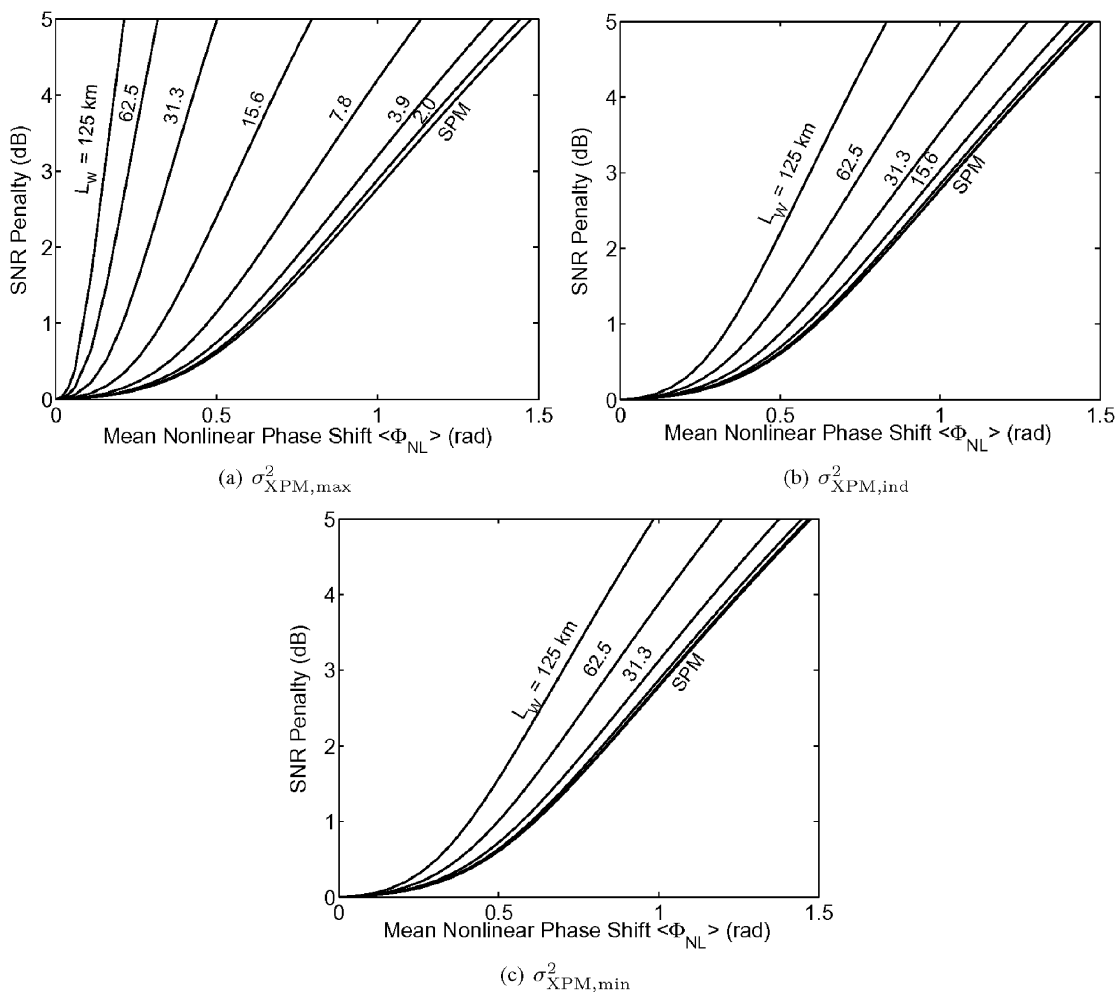 5
4
3
2
1
0
SNR Penalty (dB)
L_W = 125 km
62.5
31.3
15.6
7.8
3.9
2.0
SPM
0 0.5 1 1.5
Mean Nonlinear Phase Shift <Φ_NL> (rad)
(a) σ²_XPM,max
5
4
3
2
1
0
SNR Penalty (dB)
L_W = 125 km
62.5
31.3
15.6
SPM
0 0.5 1 1.5
Mean Nonlinear Phase Shift <Φ_NL> (rad)
(b) σ²_XPM,ind
5
4
3
2
1
0
SNR Penalty (dB)
L_W = 125 km
62.5
31.3
SPM
0 0.5 1 1.5
Mean Nonlinear Phase Shift <Φ_NL> (rad)
(c) σ²_XPM,min